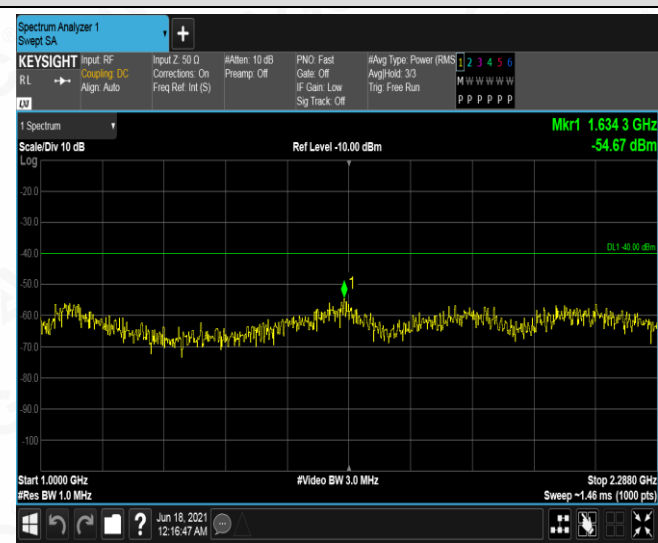 Spectrum Analyzer 1
Swept SA
+
KEYSIGHT
RL
LXI
Input: RF
Coupling: DC
Align: Auto
Input Z: 50 Ω
Corrections: On
Freq Ref: Int (S)
#Atten: 10 dB
Preamp: Off
PNO: Fast
Gate: Off
IF Gain: Low
Sig Track: Off
#Avg Type: Power (RMS
Avg|Hold: 3/3
Trig: Free Run
1 2 3 4 5 6
M W W W W W
P P P P P P
1 Spectrum
Mkr1 1.634 3 GHz
-54.67 dBm
Scale/Div 10 dB
Ref Level -10.00 dBm
Log
-20.0
-30.0
DL1 -40.00 dBm
-40.0
-50.0
1
-60.0
-70.0
-80.0
-90.0
-100
Start 1.0000 GHz
#Video BW 3.0 MHz
Stop 2.2880 GHz
#Res BW 1.0 MHz
Sweep ~1.46 ms (1000 pts)
?
Jun 18, 2021
12:16:47 AM